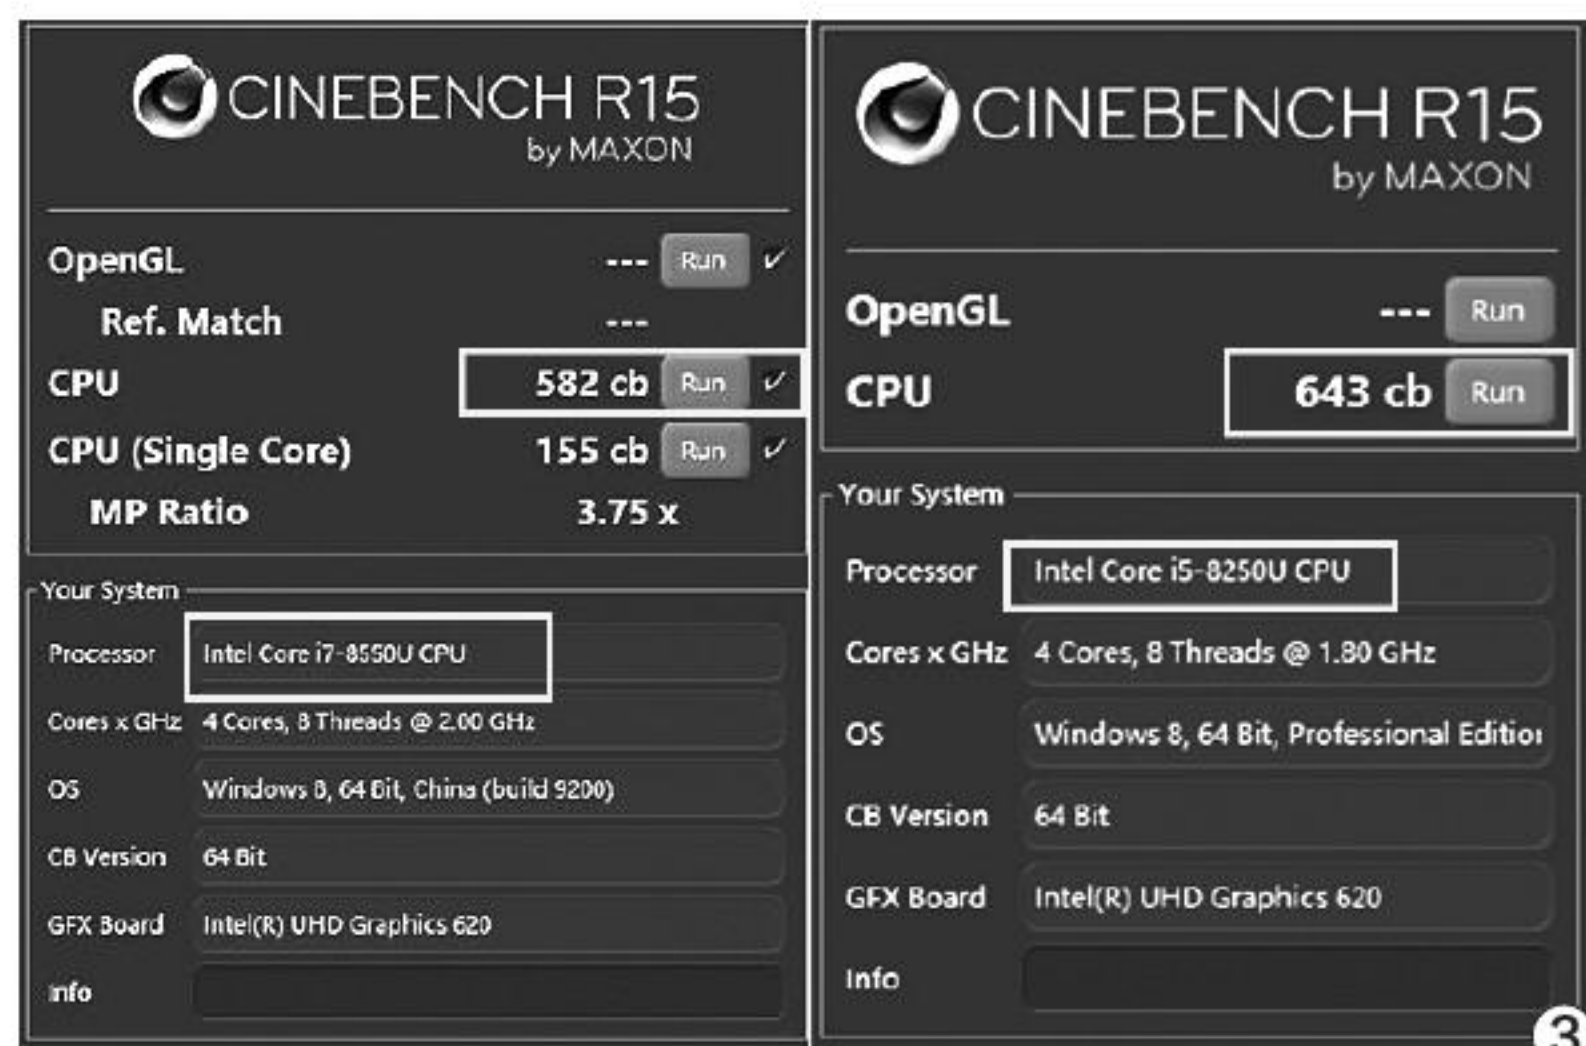 CINEBENCH R15
by MAXON
OpenGL --- Run
Ref. Match ---
CPU 582 cb Run
CPU (Single Core) 155 cb Run
MP Ratio 3.75 x
Your System
Processor Intel Core i7-8550U CPU
Cores x GHz 4 Cores, 8 Threads @ 2.00 GHz
OS Windows 8, 64 Bit, China (build 9200)
CB Version 64 Bit
GFX Board Intel(R) UHD Graphics 620
Info
CINEBENCH R15
by MAXON
OpenGL --- Run
CPU 643 cb Run
Your System
Processor Intel Core i5-8250U CPU
Cores x GHz 4 Cores, 8 Threads @ 1.80 GHz
OS Windows 8, 64 Bit, Professional Editio
CB Version 64 Bit
GFX Board Intel(R) UHD Graphics 620
Info
3